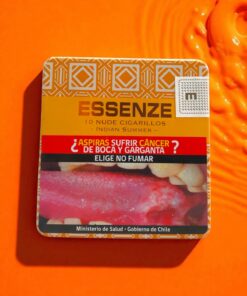 m
ESSENZE
10 NUDE CIGARILLOS
- INDIAN SUMMER -
¿ASPIRAS SUFRIR CÁNCER
DE BOCA Y GARGANTA?
ELIGE NO FUMAR
Ministerio de Salud - Gobierno de Chile